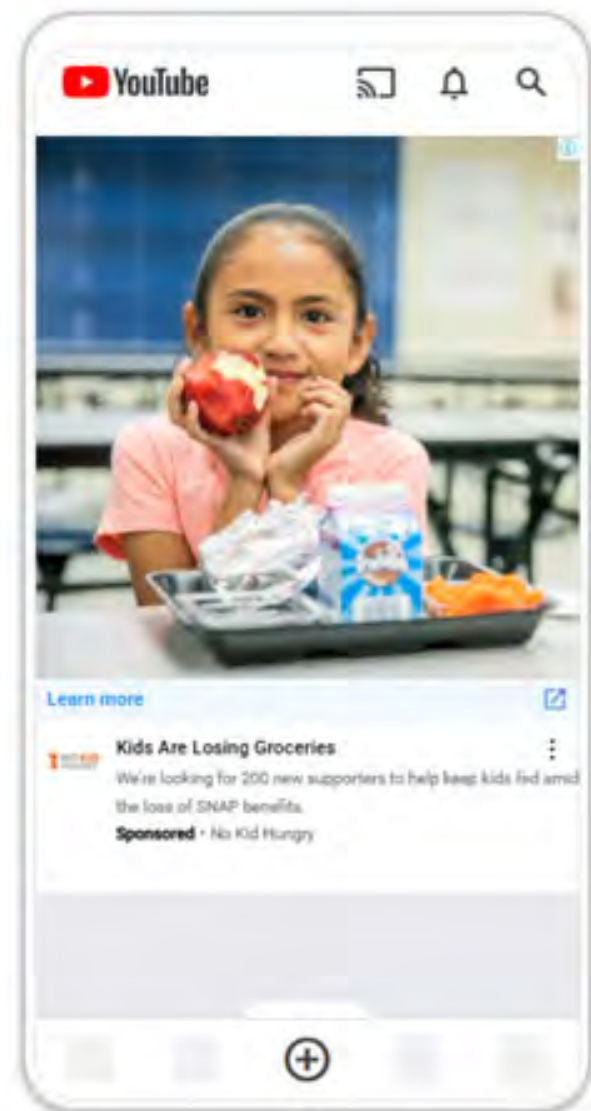 YouTube
Learn more
Kids Are Losing Groceries
We're looking for 200 new supporters to help keep kids fed amid
the loss of SNAP benefits.
Sponsored • No Kid Hungry